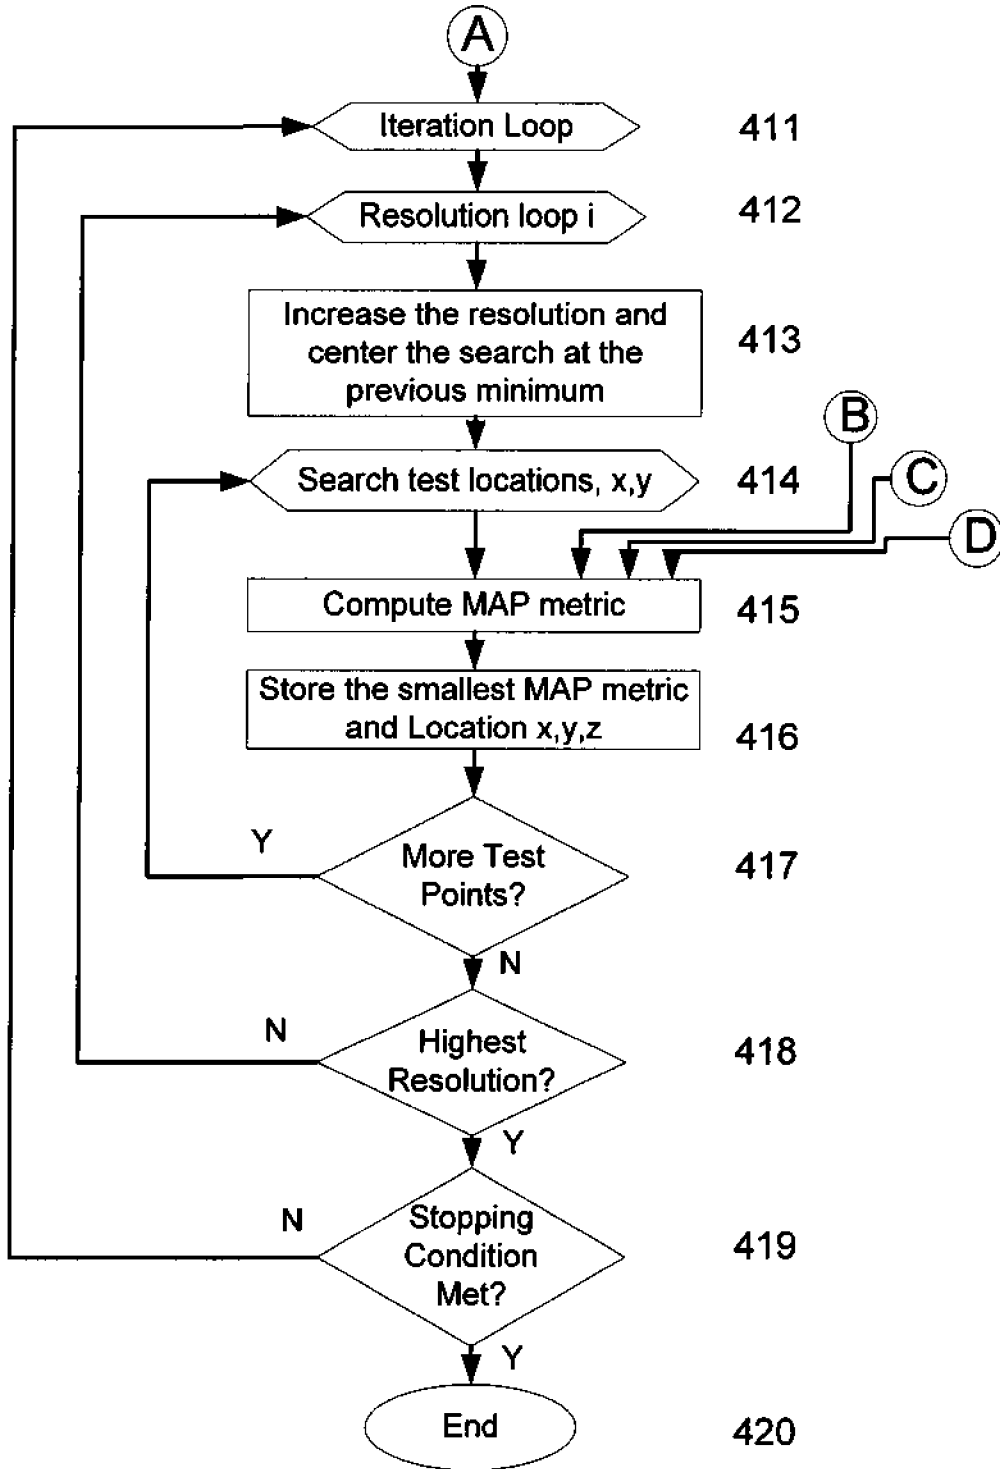 A
Iteration Loop
411
Resolution loop i
412
Increase the resolution and
center the search at the
previous minimum
413
B
Search test locations, x,y
414
C
D
Compute MAP metric
415
Store the smallest MAP metric
and Location x,y,z
416
Y
More Test
Points?
417
N
N
Highest
Resolution?
418
Y
N
Stopping
Condition
Met?
419
Y
End
420